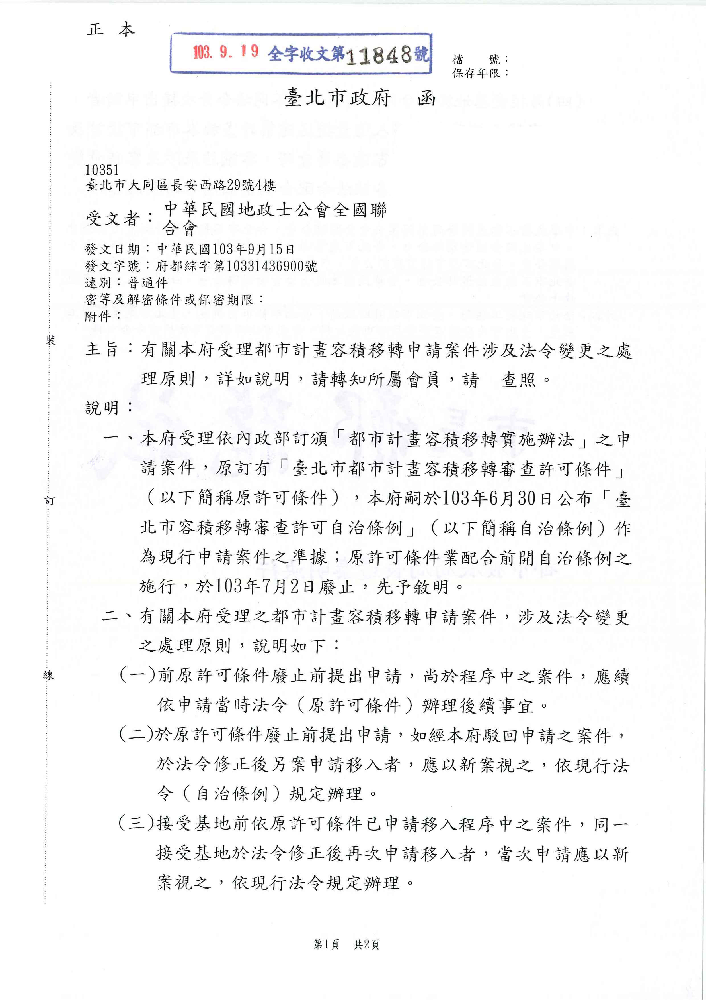 正 本
103. 9. 19 全字收文第11848號
檔　　號：
保存年限：
臺北市政府　函
10351
臺北市大同區長安西路29號4樓
受文者：中華民國地政士公會全國聯
合會
發文日期：中華民國103年9月15日
發文字號：府都綜字第10331436900號
速別：普通件
密等及解密條件或保密期限：
附件：
主旨：有關本府受理都市計畫容積移轉申請案件涉及法令變更之處
理原則，詳如說明，請轉知所屬會員，請　查照。
說明：
一、本府受理依內政部訂頒「都市計畫容積移轉實施辦法」之申
請案件，原訂有「臺北市都市計畫容積移轉審查許可條件」
（以下簡稱原許可條件），本府嗣於103年6月30日公布「臺
北市容積移轉審查許可自治條例」（以下簡稱自治條例）作
為現行申請案件之準據；原許可條件業配合前開自治條例之
施行，於103年7月2日廢止，先予敘明。
二、有關本府受理之都市計畫容積移轉申請案件，涉及法令變更
之處理原則，說明如下：
(一)前原許可條件廢止前提出申請，尚於程序中之案件，應續
依申請當時法令（原許可條件）辦理後續事宜。
(二)於原許可條件廢止前提出申請，如經本府駁回申請之案件，
於法令修正後另案申請移入者，應以新案視之，依現行法
令（自治條例）規定辦理。
(三)接受基地前依原許可條件已申請移入程序中之案件，同一
接受基地於法令修正後再次申請移入者，當次申請應以新
案視之，依現行法令規定辦理。
裝
訂
線
第1頁　共2頁